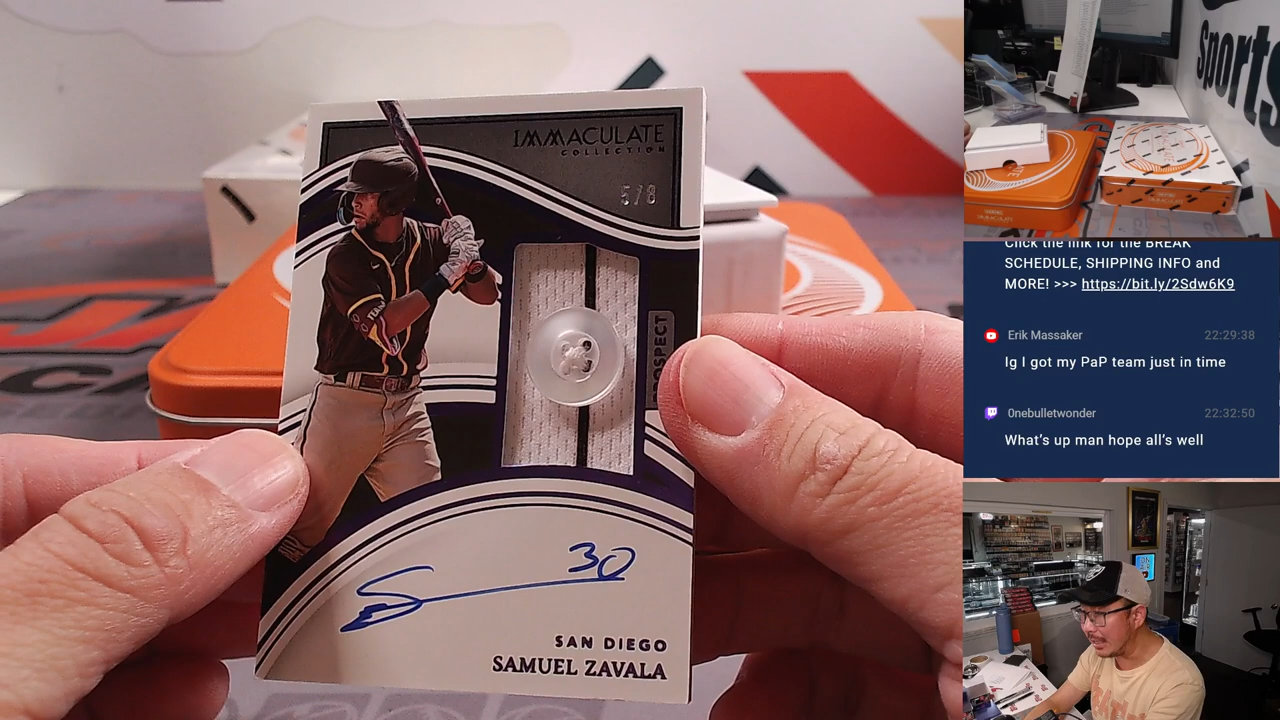 IMMACULATE
COLLECTION
5/8
PROSPECT
30
SAN DIEGO
SAMUEL ZAVALA
Sports
IMMACULATE
Click the link for the BREAK
SCHEDULE, SHIPPING INFO and
MORE! >>> https://bit.ly/2Sdw6K9
Erik Massaker 22:29:38
Ig I got my PaP team just in time
0nebulletwonder 22:32:50
What's up man hope all's well